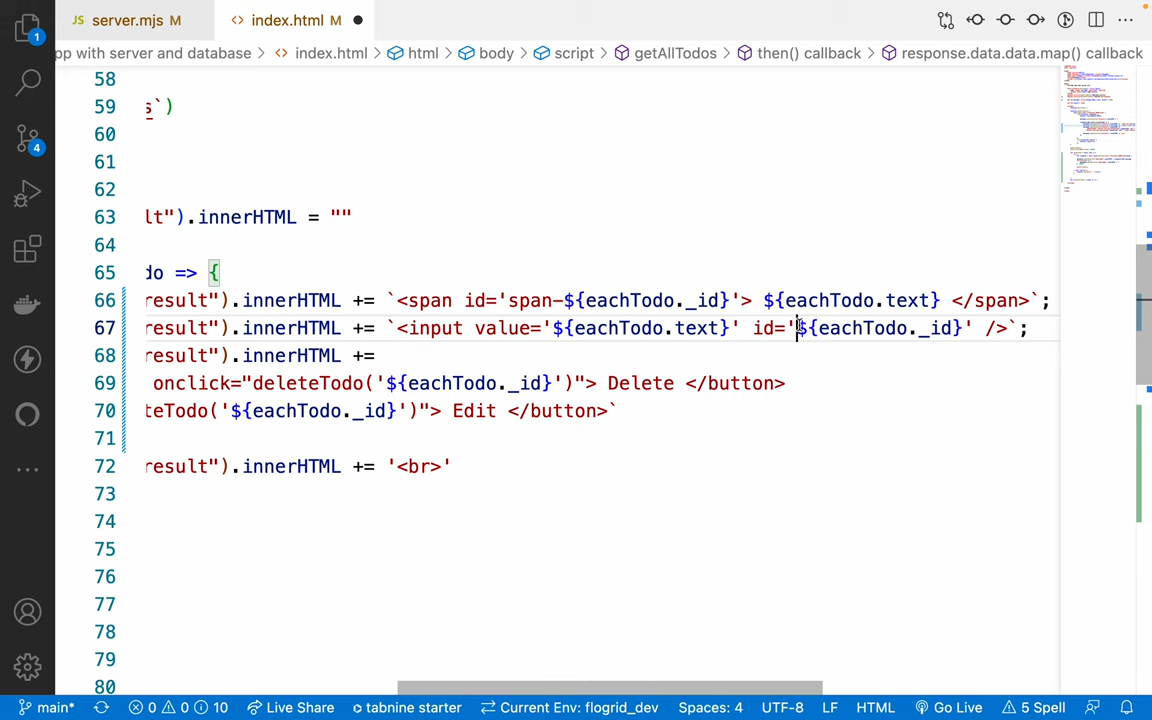 JS server.mjs M
<> index.html M
pp with server and database > <> index.html > html > body > script > getAllTodos > then() callback > response.data.data.map() callback
58
59 s`)
60
61
62
63 lt").innerHTML = ""
64
65 do => {
66 result").innerHTML += `<span id='span-${eachTodo._id}'> ${eachTodo.text} </span>`;
67 result").innerHTML += `<input value='${eachTodo.text}' id='${eachTodo._id}' />`;
68 result").innerHTML +=
69 onclick="deleteTodo('${eachTodo._id}')"> Delete </button>
70 teTodo('${eachTodo._id}')"> Edit </button>`
71
72 result").innerHTML += '<br>'
73
74
75
76
77
78
79
80
1
4
main* 0 0 10 Live Share tabnine starter Current Env: flogrid_dev Spaces: 4 UTF-8 LF HTML Go Live 5 Spell